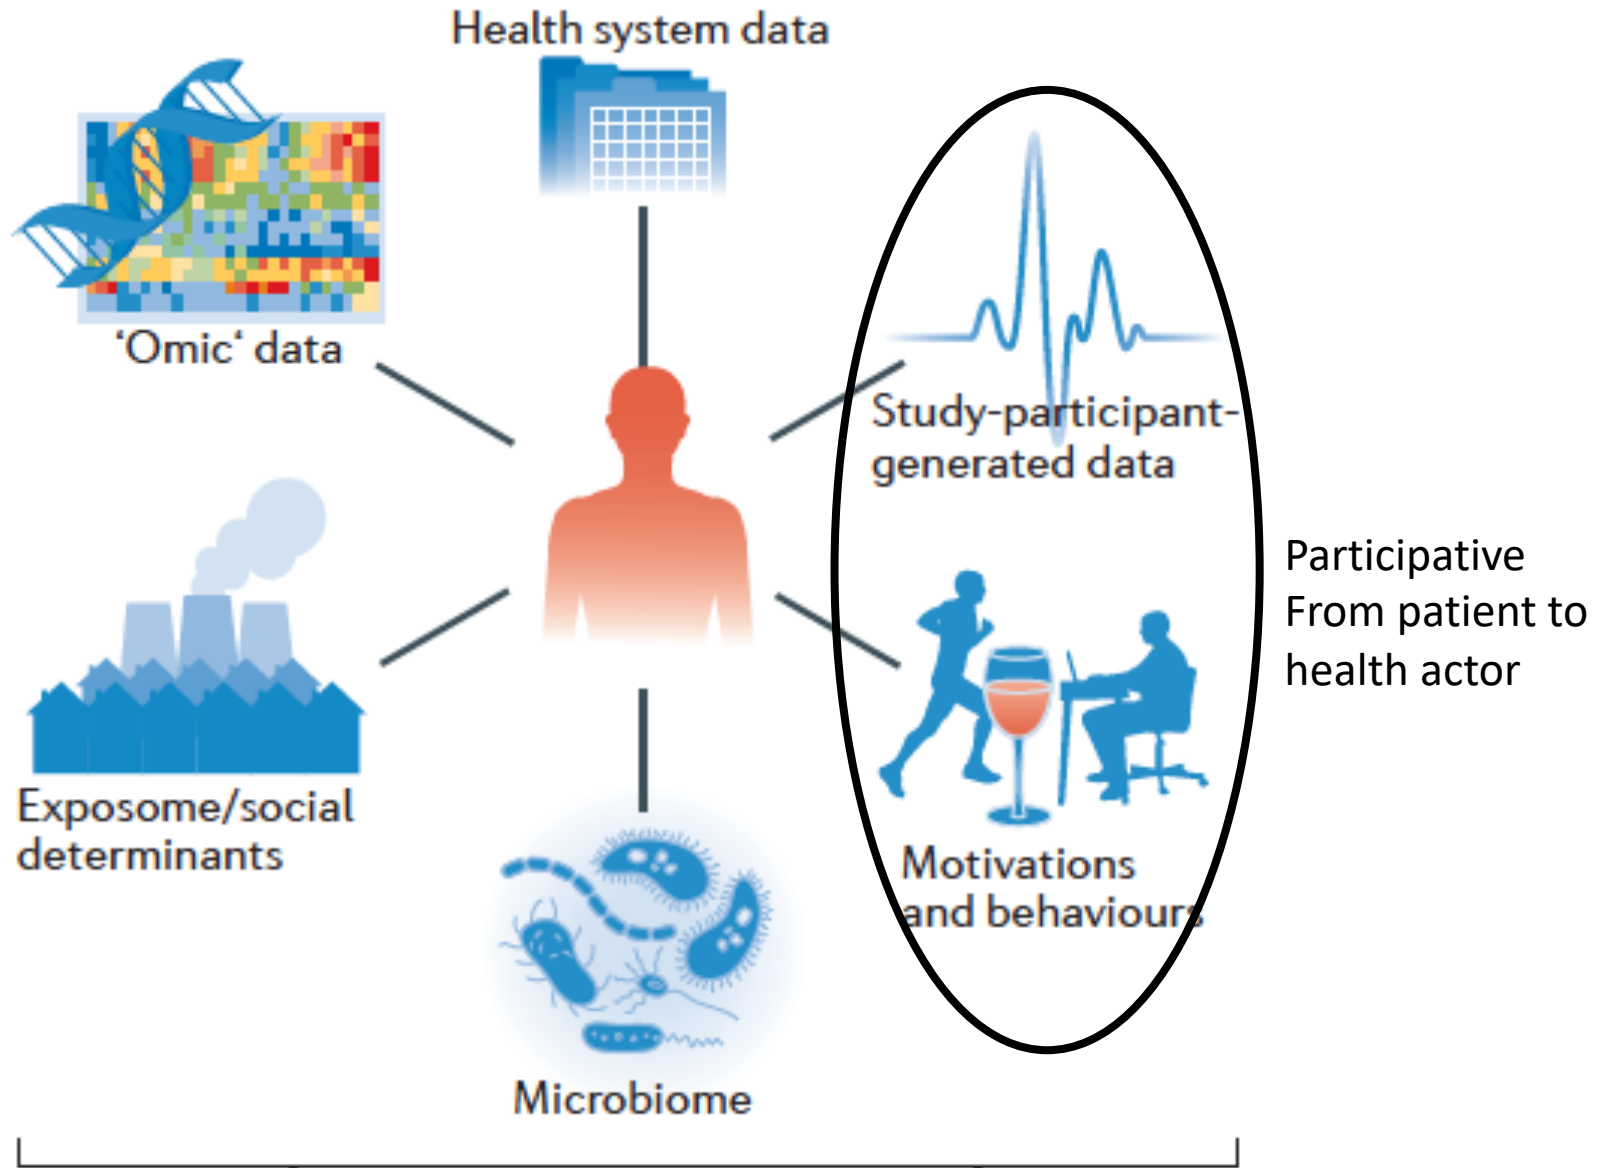 Health system data
‘Omic‘ data
Study-participant-
generated data
Participative
From patient to
health actor
Exposome/social
determinants
Motivations
and behaviours
Microbiome